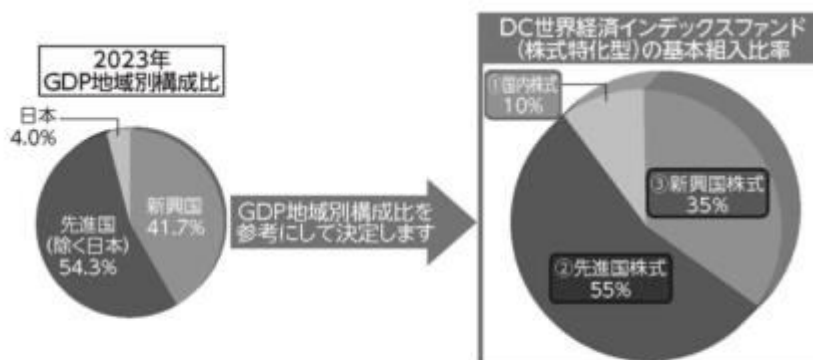 2023年
GDP地域別構成比
日本
4.0%
新興国
41.7%
先進国
(除く日本)
54.3%
GDP地域別構成比を
参考にして決定します
DC世界経済インデックスファンド
(株式特化型)の基本組入比率
①国内株式
10%
③新興国株式
35%
②先進国株式
55%